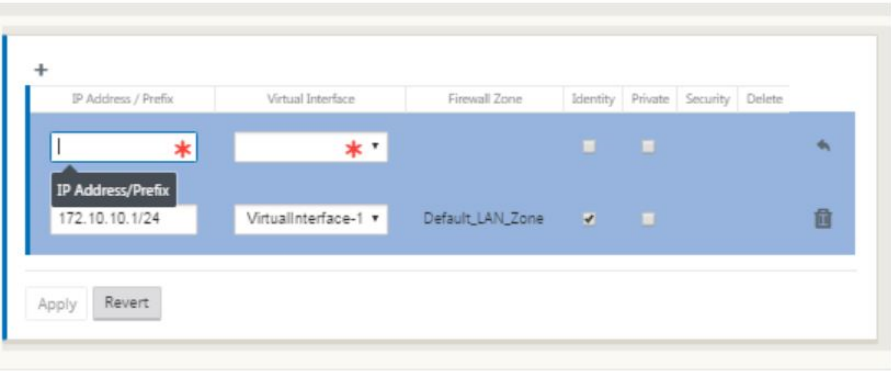 +
IP Address / Prefix Virtual Interface Firewall Zone Identity Private Security Delete
IP Address/Prefix
172.10.10.1/24 VirtualInterface-1 Default_LAN_Zone
Apply Revert